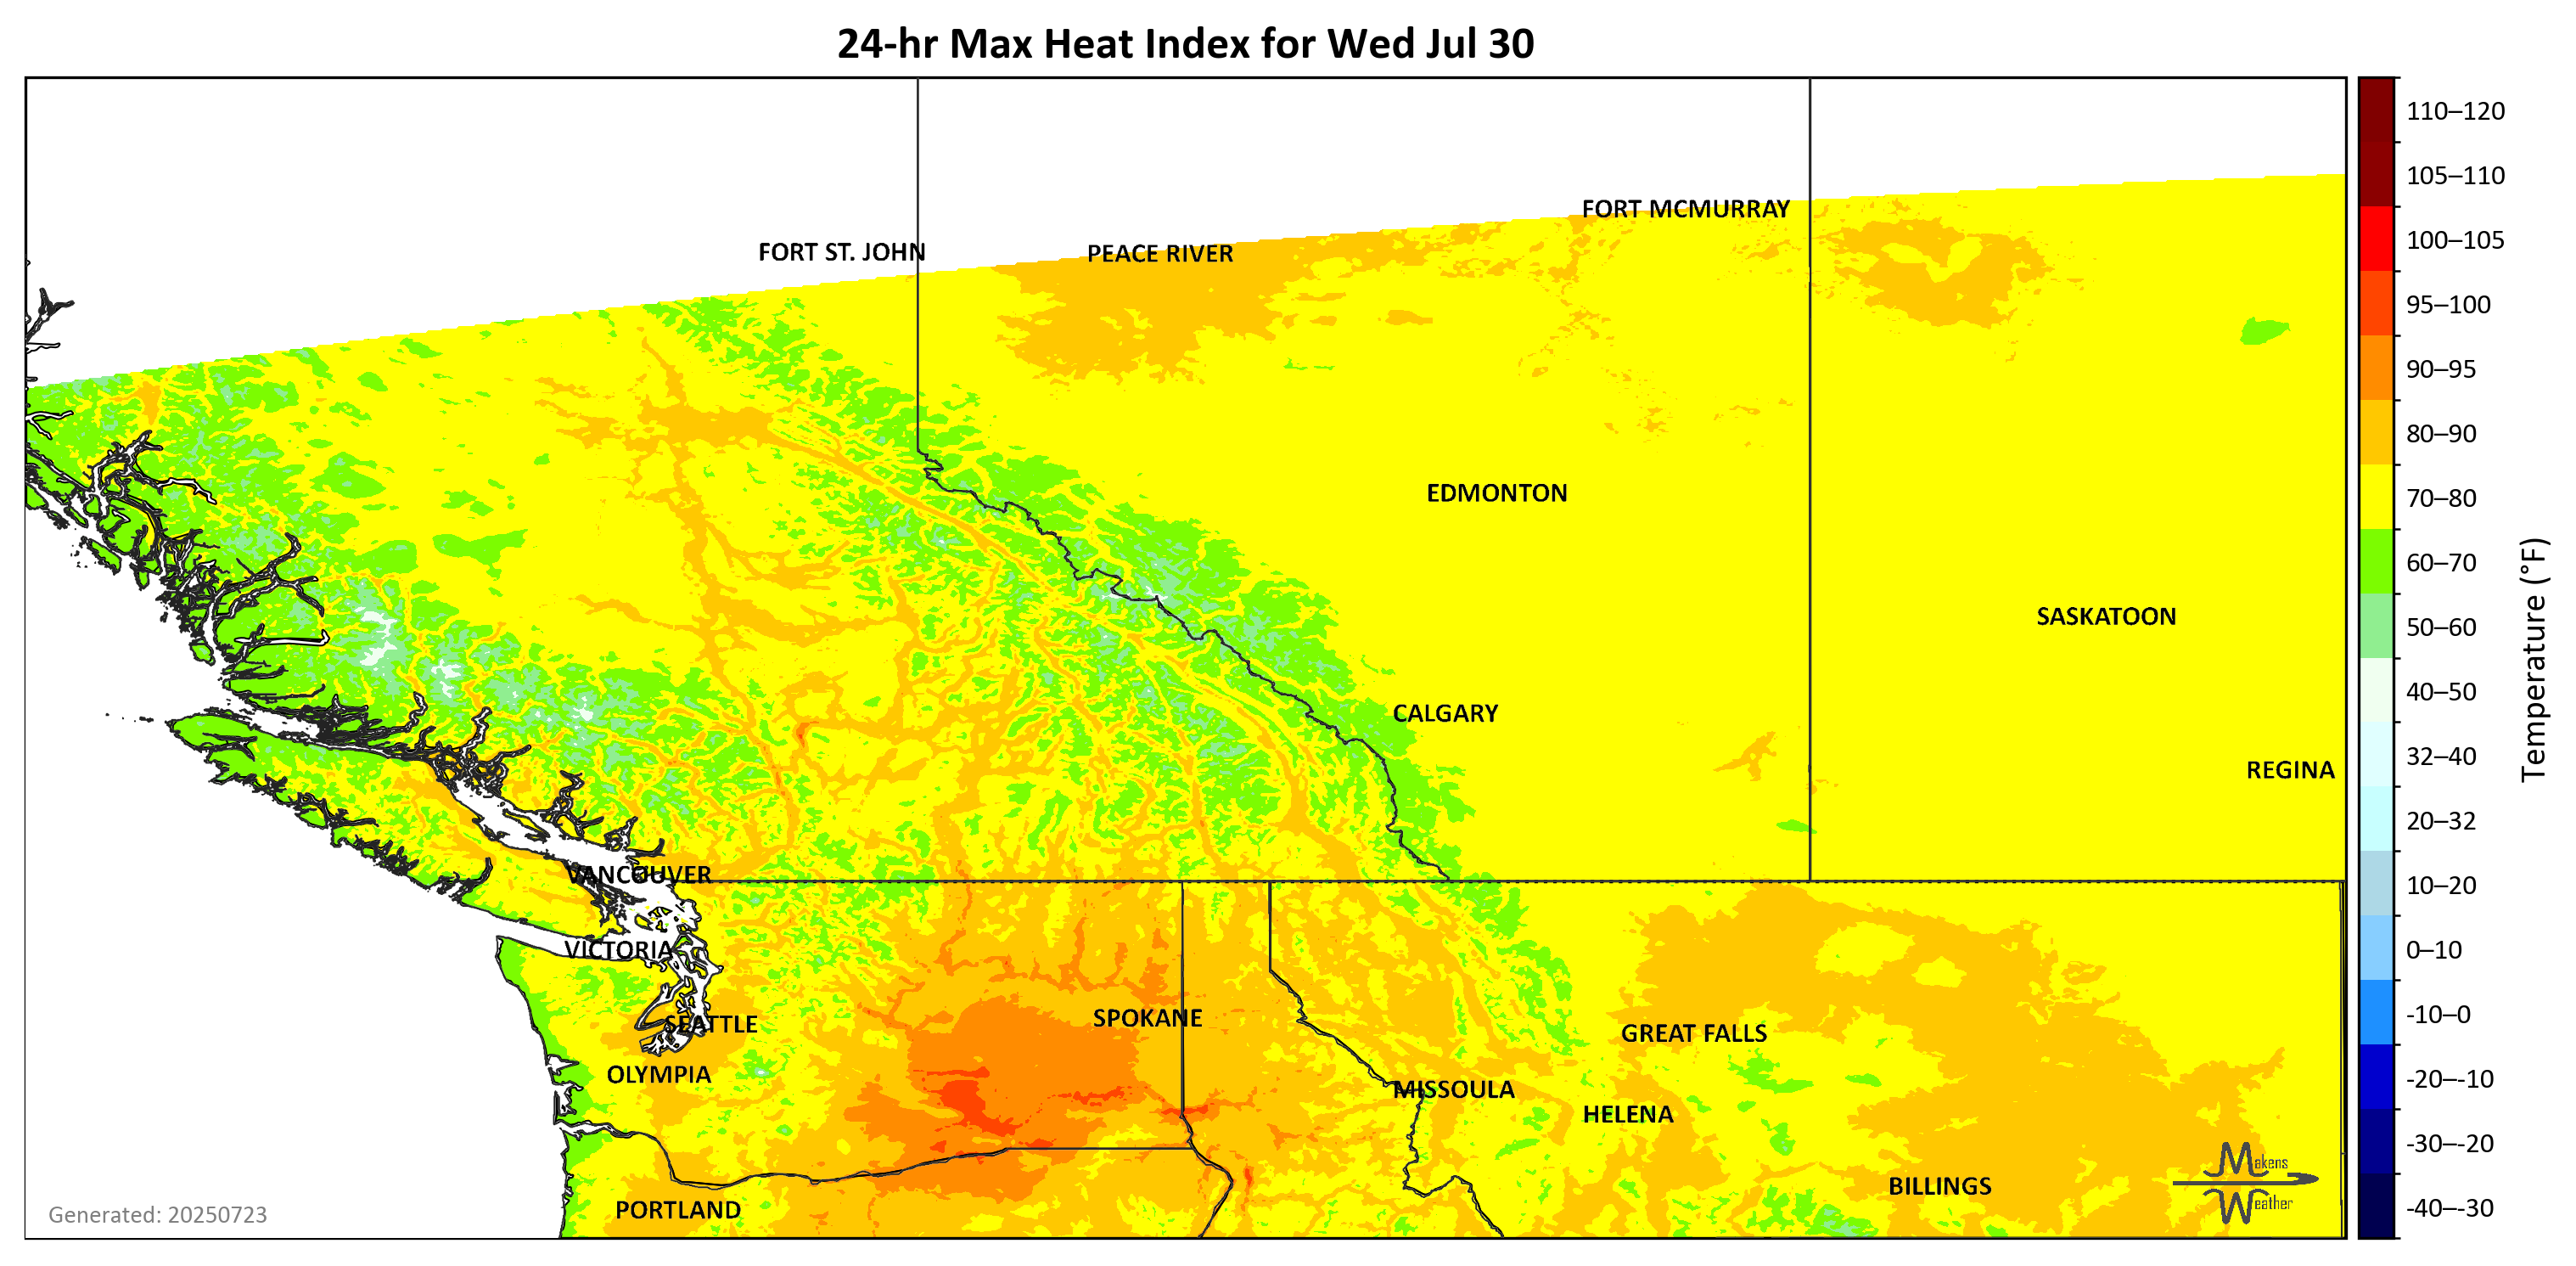 24-hr Max Heat Index for Wed Jul 30
110–120
105–110
100–105
95–100
90–95
80–90
70–80
60–70
50–60
40–50
32–40
20–32
10–20
0–10
-10–0
-20–-10
-30–-20
-40–-30
Temperature (°F)
FORT MCMURRAY
FORT ST. JOHN
PEACE RIVER
EDMONTON
SASKATOON
CALGARY
REGINA
VANCOUVER
VICTORIA
SEATTLE
SPOKANE
GREAT FALLS
OLYMPIA
MISSOULA
HELENA
BILLINGS
PORTLAND
Makens
Weather
Generated: 20250723